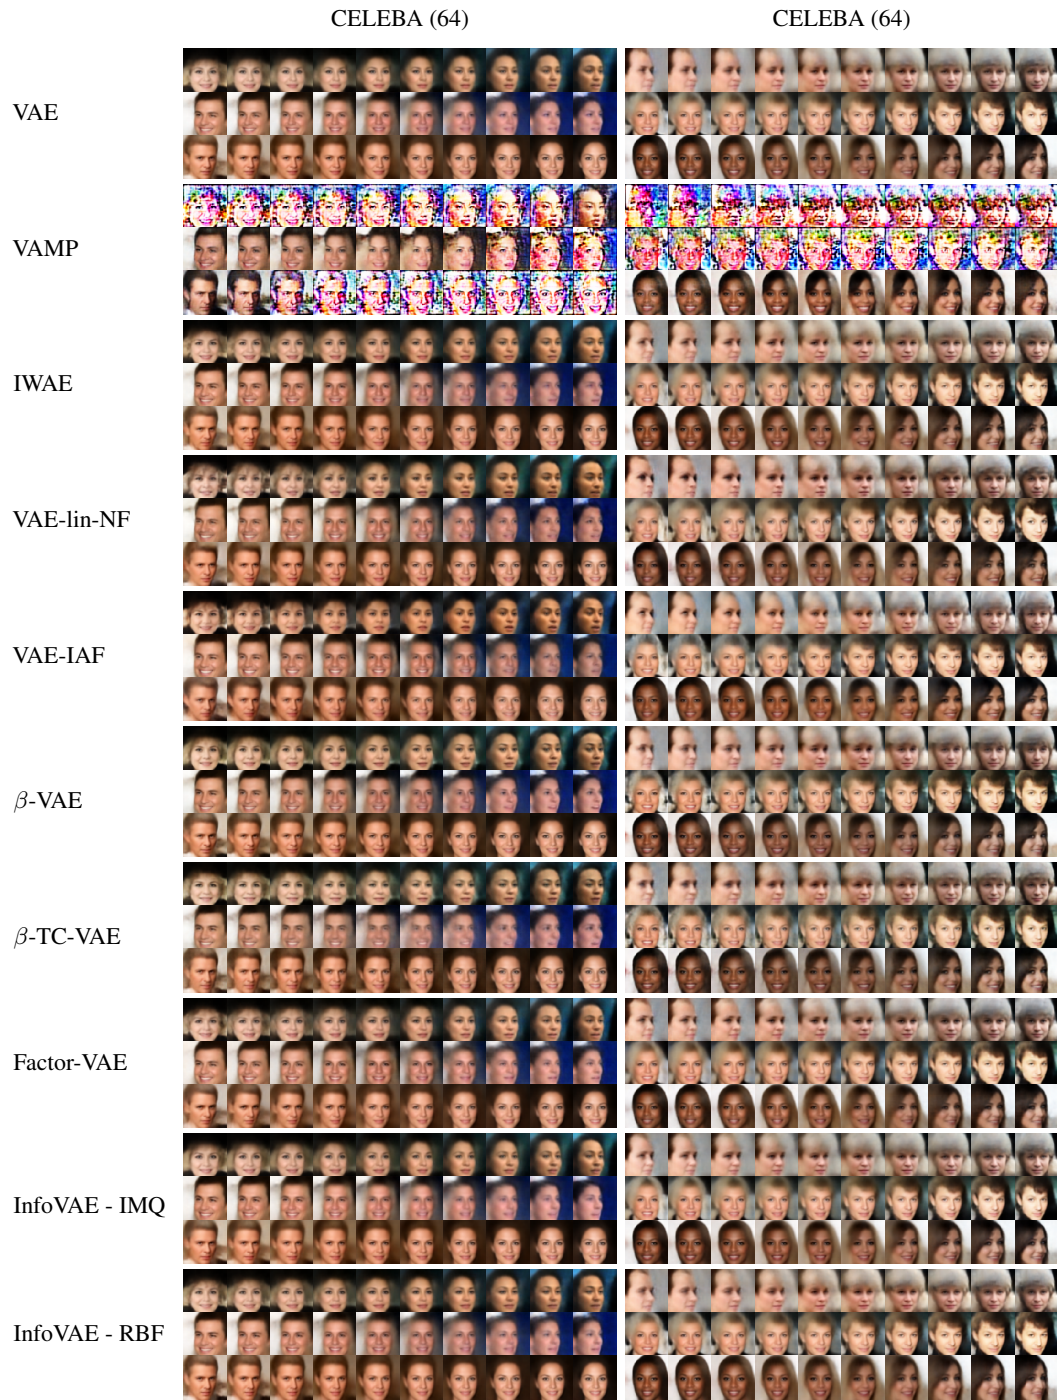 CELEBA (64) CELEBA (64)
VAE
VAMP
IWAE
VAE-lin-NF
VAE-IAF
β-VAE
β-TC-VAE
Factor-VAE
InfoVAE - IMQ
InfoVAE - RBF